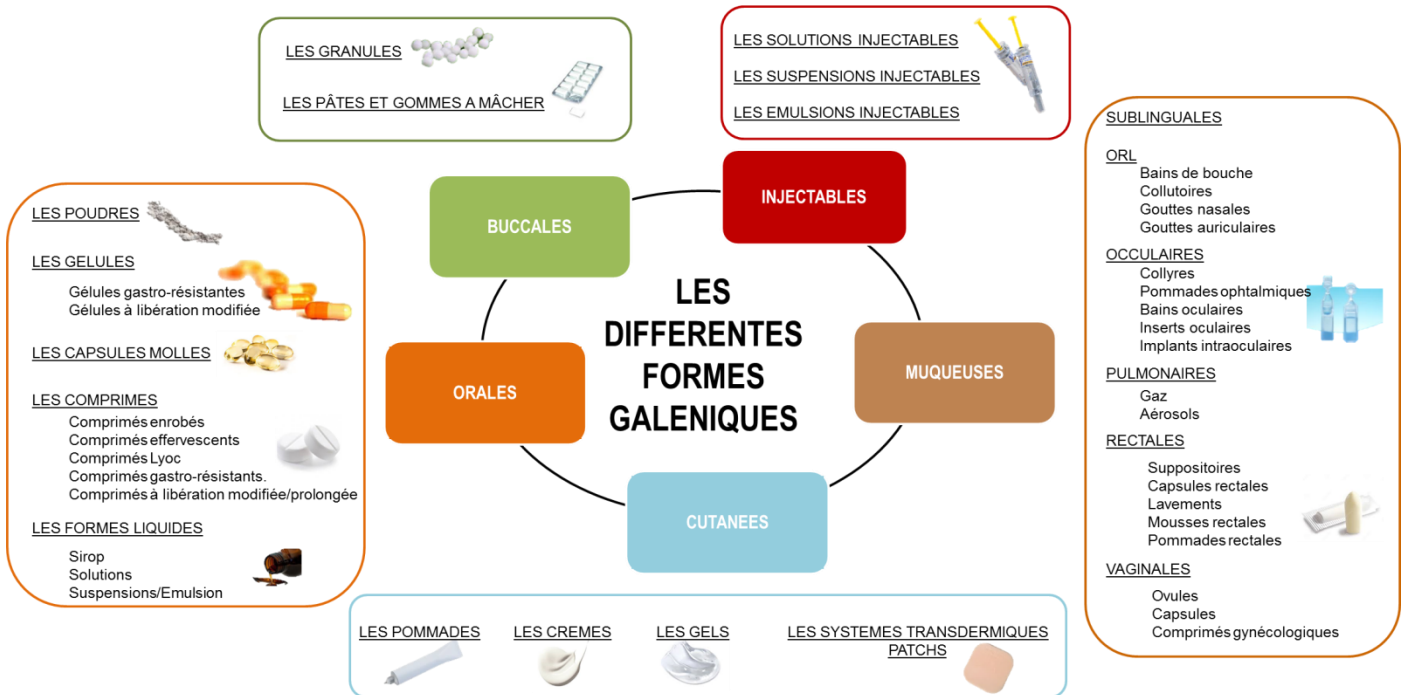 LES GRANULES
LES PÂTES ET GOMMES A MÂCHER
LES SOLUTIONS INJECTABLES
LES SUSPENSIONS INJECTABLES
LES EMULSIONS INJECTABLES
BUCCALES
INJECTABLES
ORALES
MUQUEUSES
CUTANEES
LES
DIFFERENTES
FORMES
GALENIQUES
LES POUDRES
LES GELULES
Gélules gastro-résistantes
Gélules à libération modifiée
LES CAPSULES MOLLES
LES COMPRIMES
Comprimés enrobés
Comprimés effervescents
Comprimés Lyoc
Comprimés gastro-résistants.
Comprimés à libération modifiée/prolongée
LES FORMES LIQUIDES
Sirop
Solutions
Suspensions/Emulsion
SUBLINGUALES
ORL
Bains de bouche
Collutoires
Gouttes nasales
Gouttes auriculaires
OCCULAIRES
Collyres
Pommades ophtalmiques
Bains oculaires
Inserts oculaires
Implants intraoculaires
PULMONAIRES
Gaz
Aérosols
RECTALES
Suppositoires
Capsules rectales
Lavements
Mousses rectales
Pommades rectales
VAGINALES
Ovules
Capsules
Comprimés gynécologiques
LES POMMADES
LES CREMES
LES GELS
LES SYSTEMES TRANSDERMIQUES
PATCHS